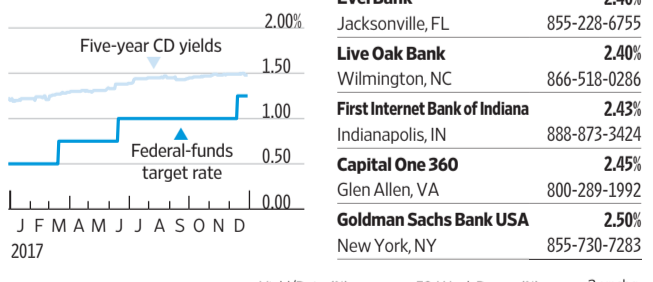 2.00%
Five-year CD yields
1.50
1.00
Federal-funds
target rate
0.50
0.00
J F M A M J J A S O N D
2017
EverBank 2.40%
Jacksonville, FL 855-228-6755
Live Oak Bank 2.40%
Wilmington, NC 866-518-0286
First Internet Bank of Indiana 2.43%
Indianapolis, IN 888-873-3424
Capital One 360 2.45%
Glen Allen, VA 800-289-1992
Goldman Sachs Bank USA 2.50%
New York, NY 855-730-7283